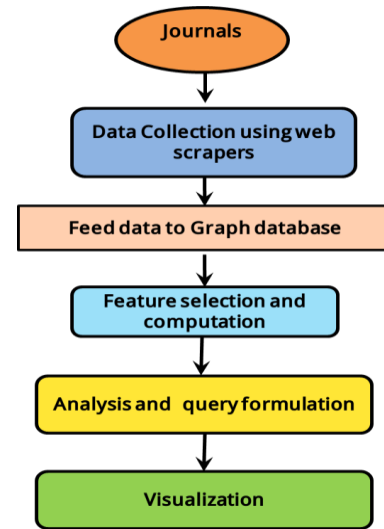 Journals
Data Collection using web
scrapers
Feed data to Graph database
Feature selection and
computation
Analysis and query formulation
Visualization